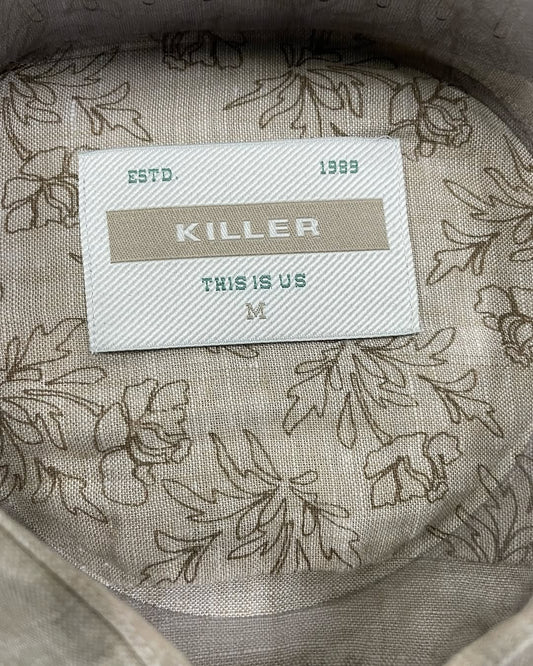 ESTD. 1989
KILLER
THIS IS US
M